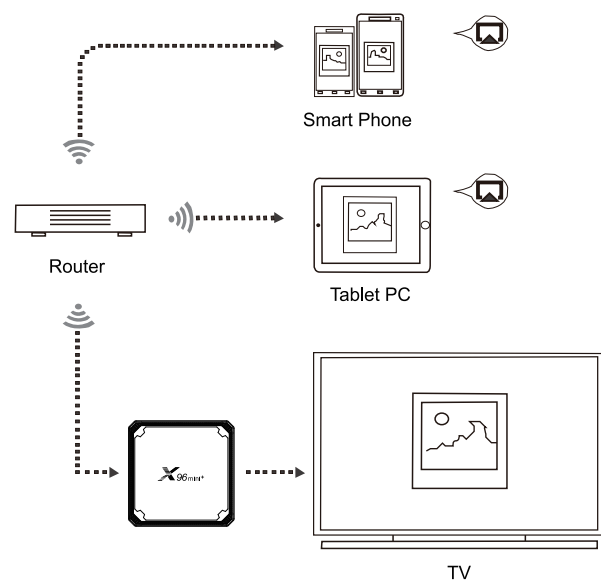 Smart Phone
Router
Tablet PC
X96mini+
TV